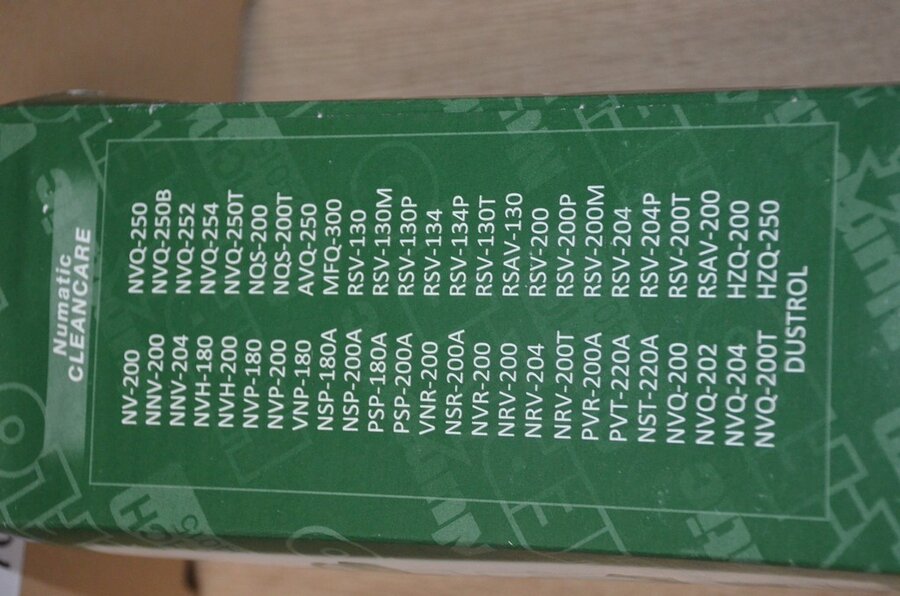 Numatic
CLEANCARE
NV-200
NNV-200
NNV-204
NVH-180
NVH-200
NVP-180
NVP-200
VNP-180
NSP-180A
NSP-200A
PSP-180A
PSP-200A
VNR-200
NSR-200A
NVR-200
NRV-200
NRV-204
NRV-200T
PVR-200A
PVT-220A
NST-220A
NVQ-200
NVQ-202
NVQ-204
NVQ-200T
NVQ-250
NVQ-250B
NVQ-252
NVQ-254
NVQ-250T
NQS-200
NQS-200T
AVQ-250
MFQ-300
RSV-130
RSV-130M
RSV-130P
RSV-134
RSV-134P
RSV-130T
RSAV-130
RSV-200
RSV-200P
RSV-200M
RSV-204
RSV-204P
RSV-200T
RSAV-200
HZQ-200
HZQ-250
DUSTROL